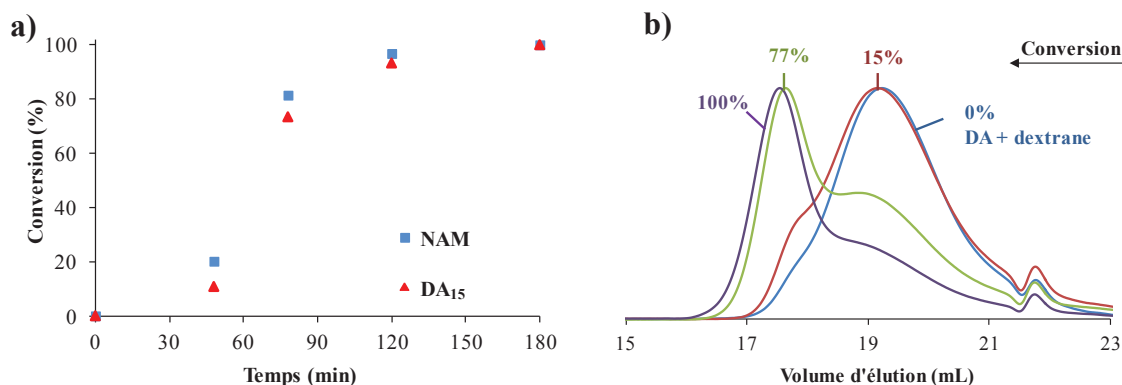 a)
100
80
60
40
20
0
0 30 60 90 120 150 180
Conversion (%)
Temps (min)
NAM
DA₁₅
b)
Conversion
77%
15%
100%
0%
DA + dextrane
15 17 19 21 23
Volume d'élution (mL)